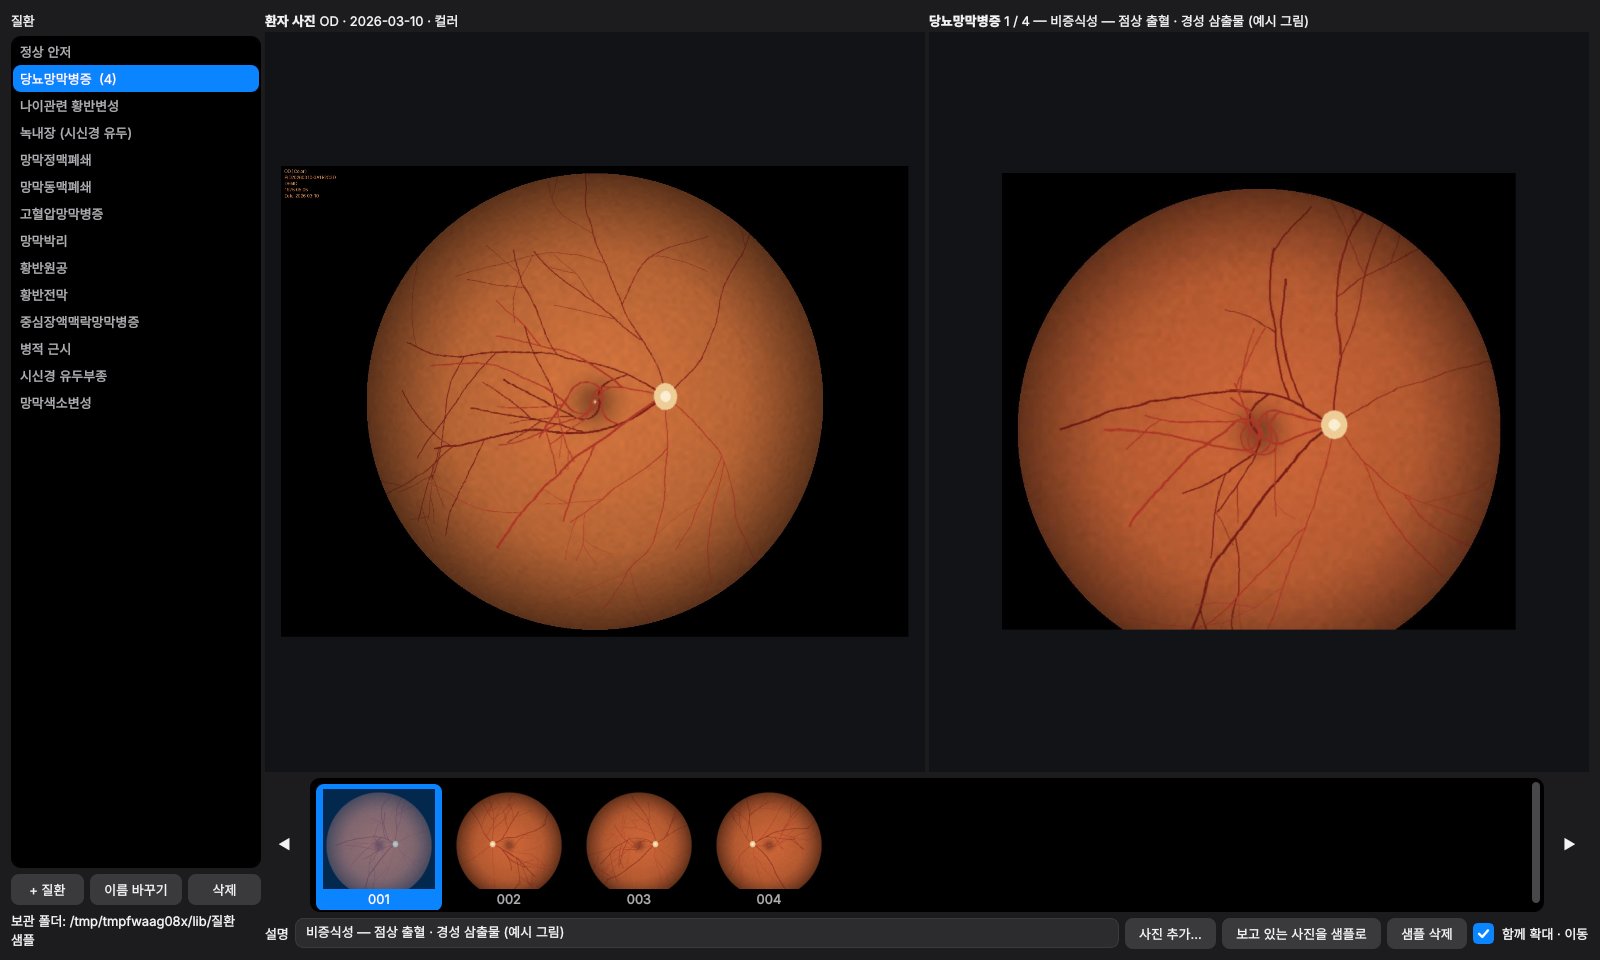 질환
환자 사진 OD · 2026-03-10 · 컬러
당뇨망막병증 1 / 4 — 비증식성 — 점상 출혈 · 경성 삼출물 (예시 그림)
정상 안저
당뇨망막병증 (4)
나이관련 황반변성
녹내장 (시신경 유두)
망막정맥폐쇄
망막동맥폐쇄
고혈압망막병증
망막박리
황반원공
황반전막
중심장액맥락망막병증
병적 근시
시신경 유두부종
망막색소변성
◀
001
002
003
004
▶
+ 질환
이름 바꾸기
삭제
보관 폴더: /tmp/tmpfwaag08x/lib/질환
샘플
설명
비증식성 — 점상 출혈 · 경성 삼출물 (예시 그림)
사진 추가...
보고 있는 사진을 샘플로
샘플 삭제
함께 확대 · 이동